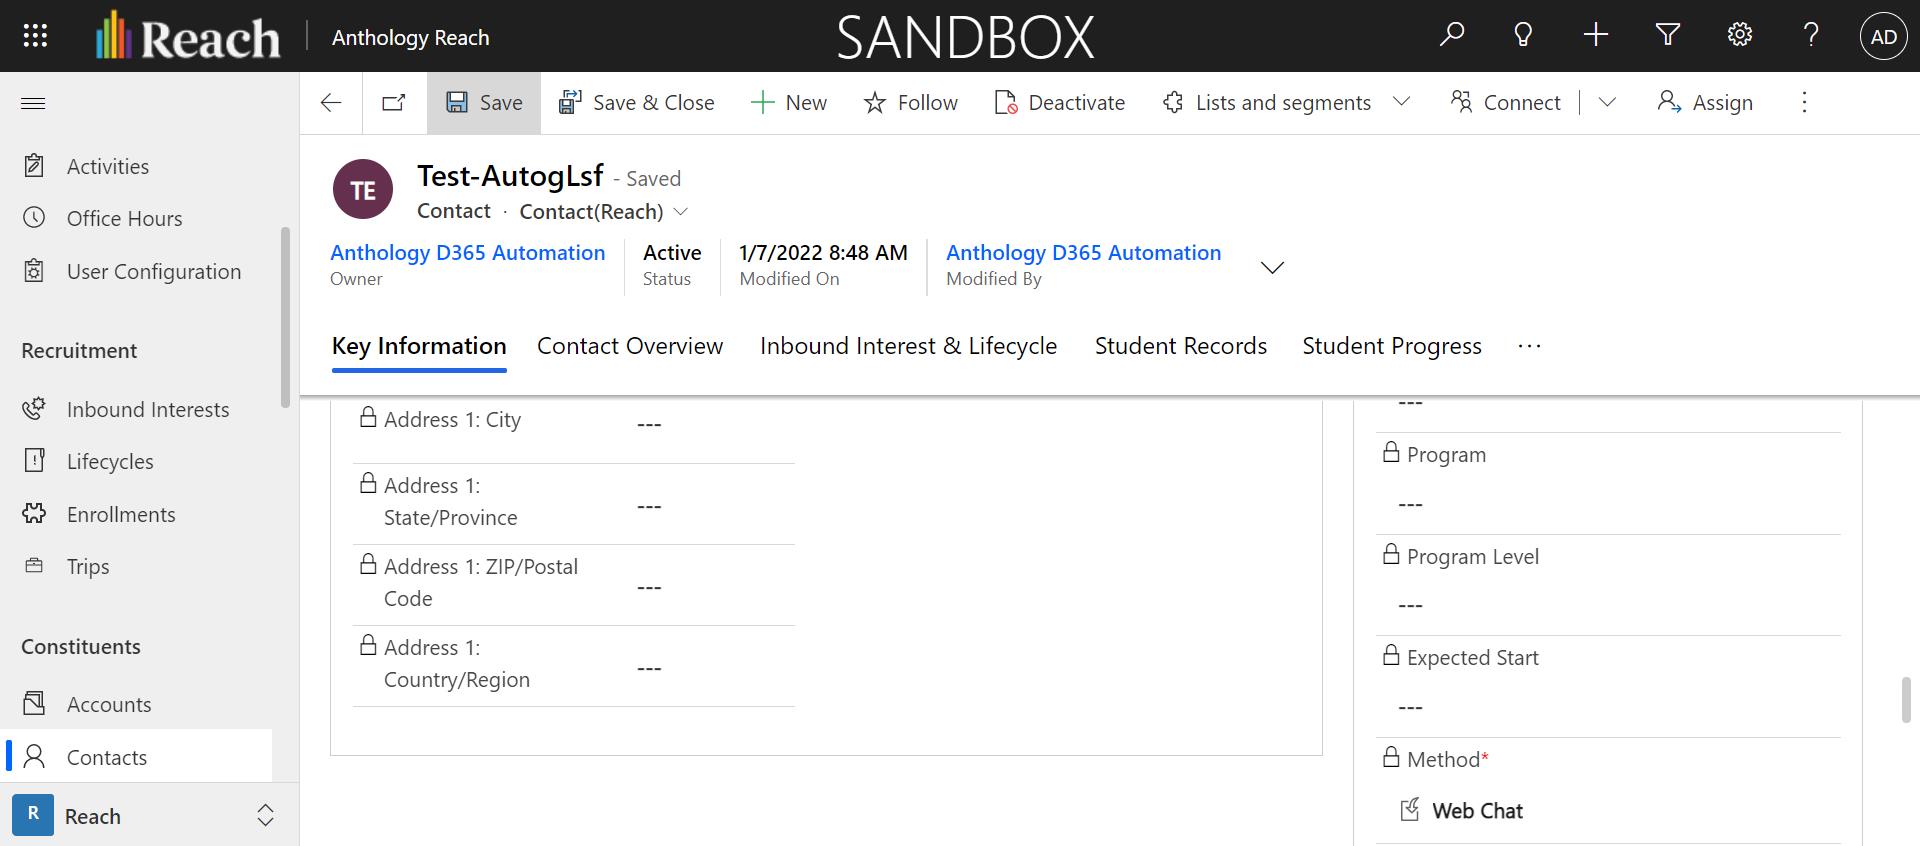 Reach
Anthology Reach
SANDBOX
AD
Save
Save & Close
New
Follow
Deactivate
Lists and segments
Connect
Assign
Activities
Office Hours
User Configuration
Recruitment
Inbound Interests
Lifecycles
Enrollments
Trips
Constituents
Accounts
Contacts
R
Reach
TE
Test-AutogLsf - Saved
Contact · Contact(Reach)
Anthology D365 Automation
Owner
Active
Status
1/7/2022 8:48 AM
Modified On
Anthology D365 Automation
Modified By
Key Information
Contact Overview
Inbound Interest & Lifecycle
Student Records
Student Progress
...
Address 1: City
---
Address 1:
State/Province
---
Address 1: ZIP/Postal
Code
---
Address 1:
Country/Region
---
---
Program
---
Program Level
---
Expected Start
---
Method*
Web Chat